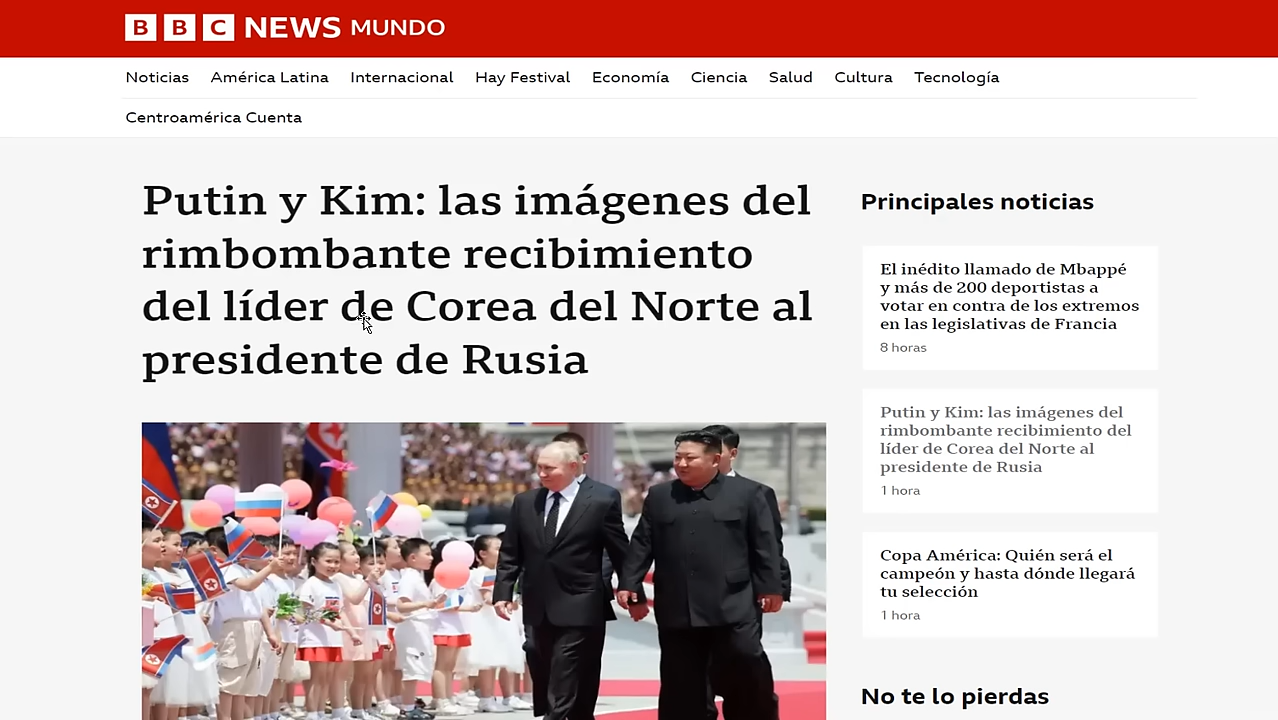 BBC NEWS MUNDO
Noticias América Latina Internacional Hay Festival Economía Ciencia Salud Cultura Tecnología
Centroamérica Cuenta
Putin y Kim: las imágenes del
rimbombante recibimiento
del líder de Corea del Norte al
presidente de Rusia
Principales noticias
El inédito llamado de Mbappé
y más de 200 deportistas a
votar en contra de los extremos
en las legislativas de Francia
8 horas
Putin y Kim: las imágenes del
rimbombante recibimiento del
líder de Corea del Norte al
presidente de Rusia
1 hora
Copa América: Quién será el
campeón y hasta dónde llegará
tu selección
1 hora
No te lo pierdas